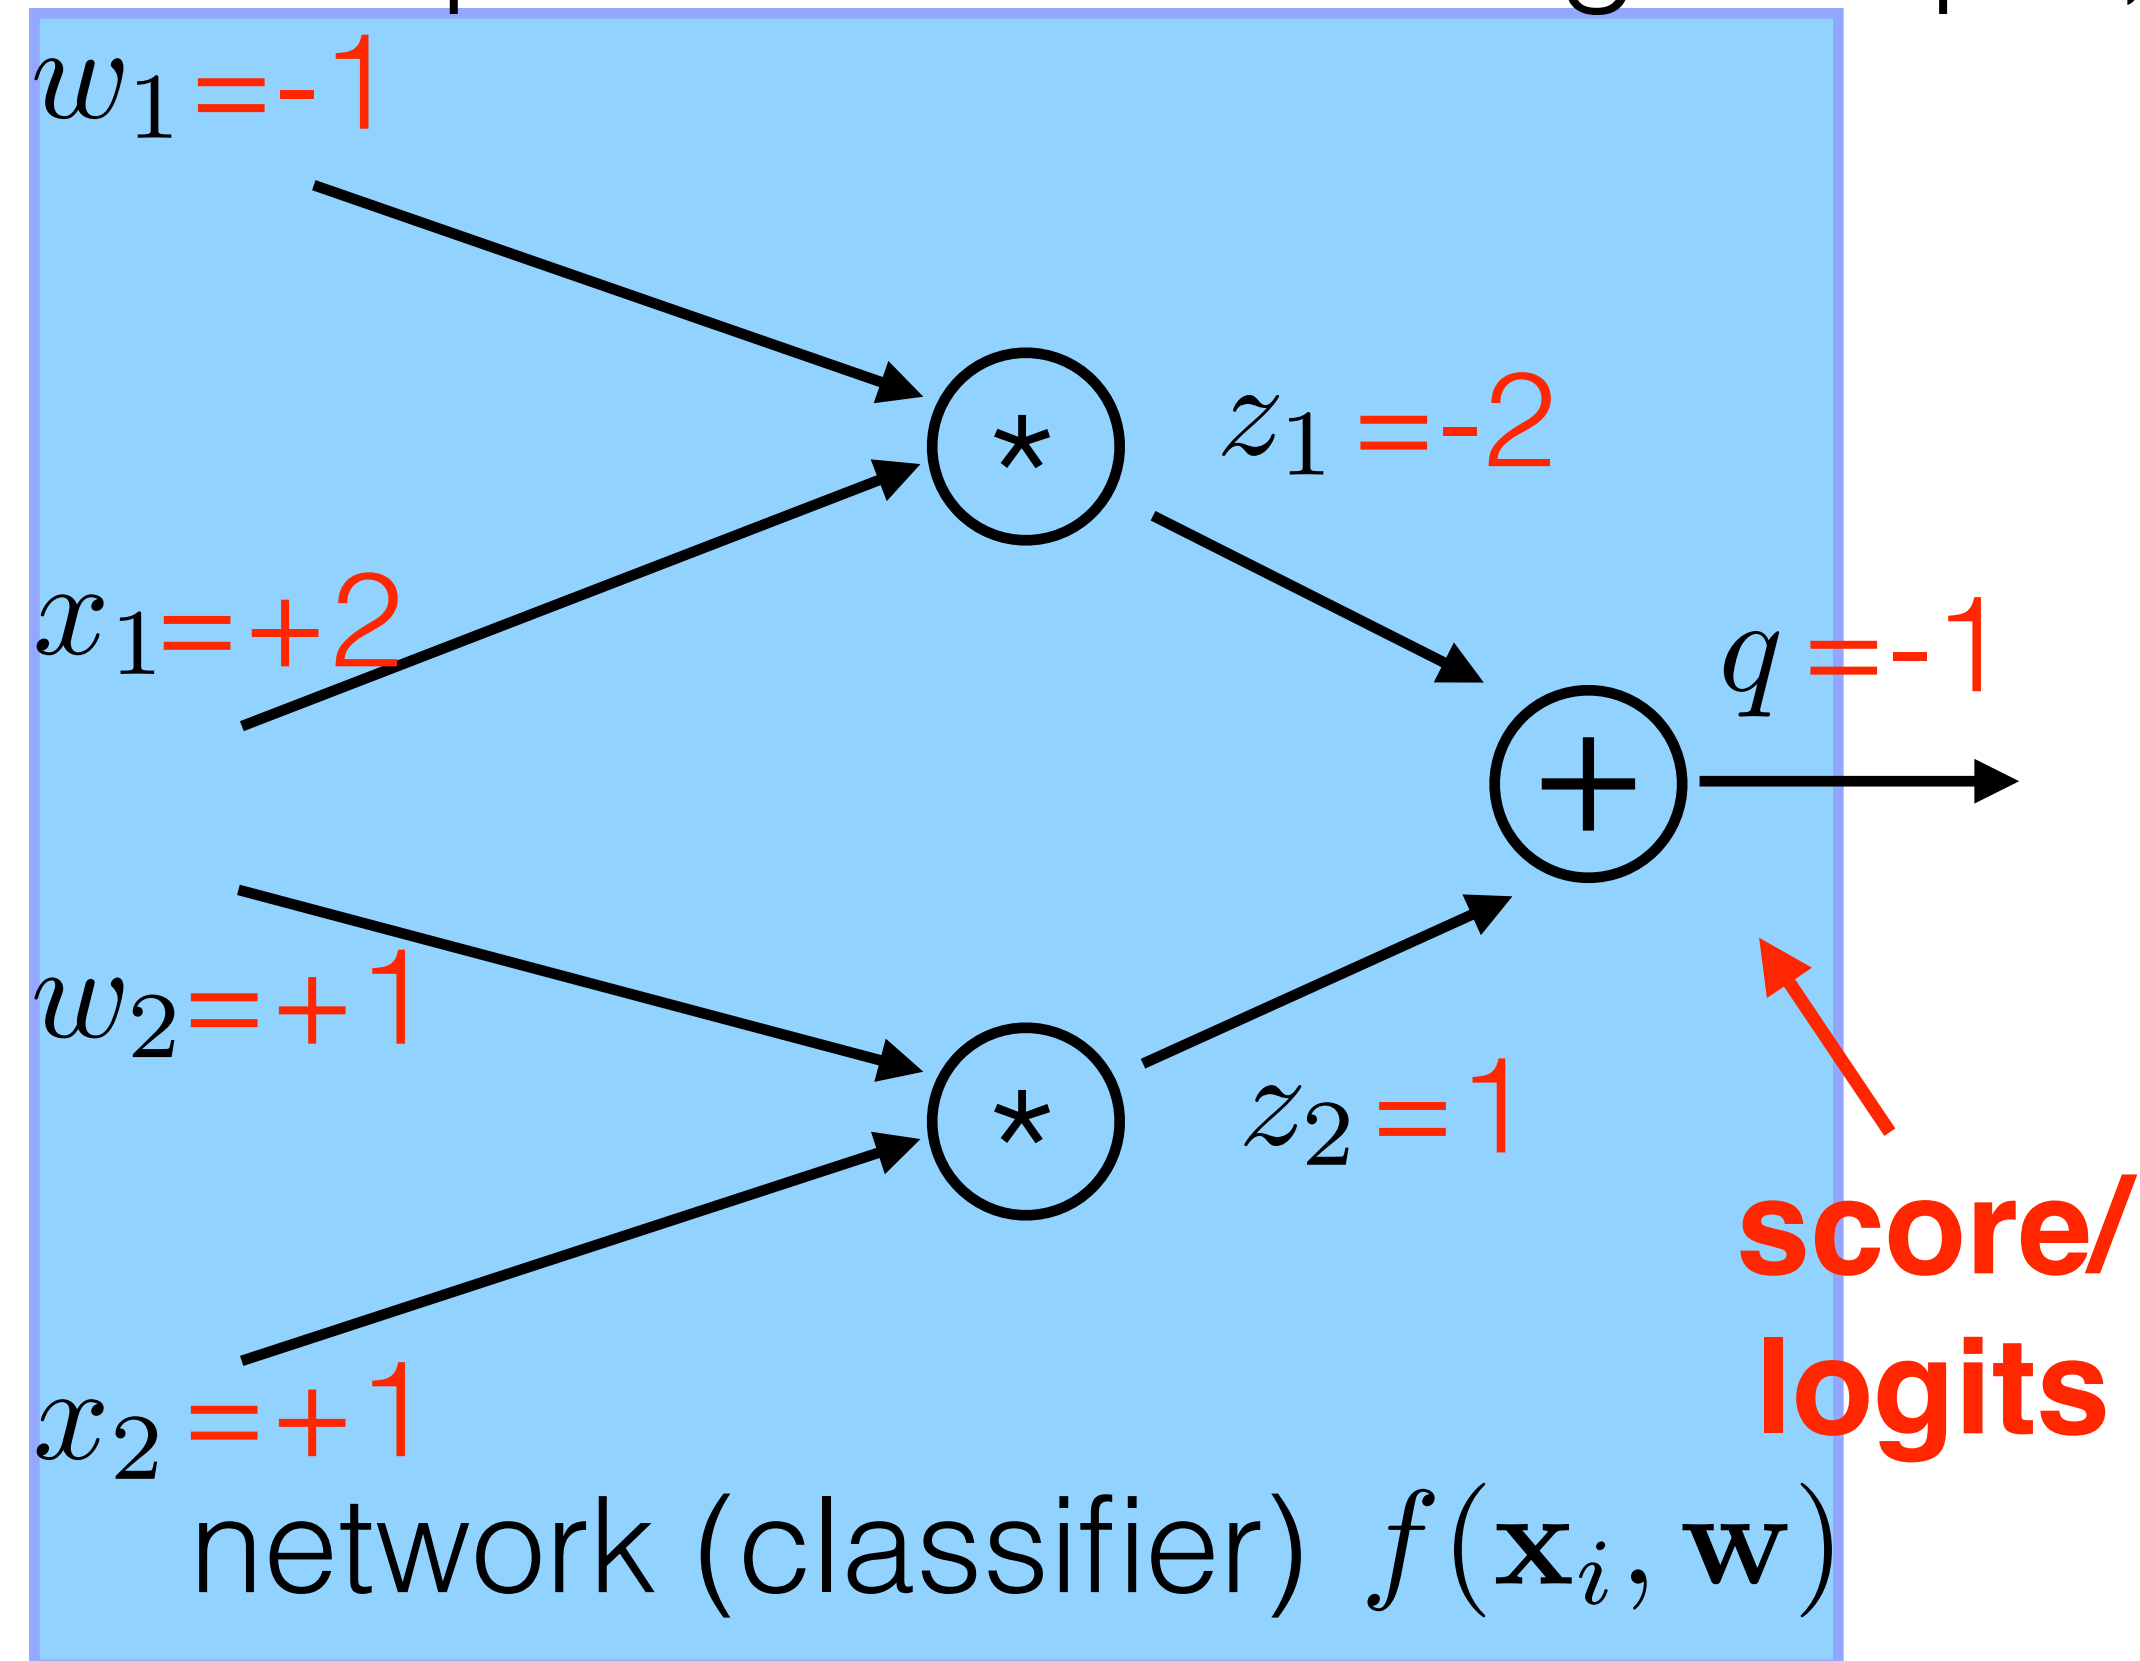 w₁ =-1
z₁ =-2
x₁=+2
q =-1
*
+
w₂=+1
z₂=1
*
score/
logits
x₂=+1
network (classifier) f(𝐱ᵢ, 𝐰)